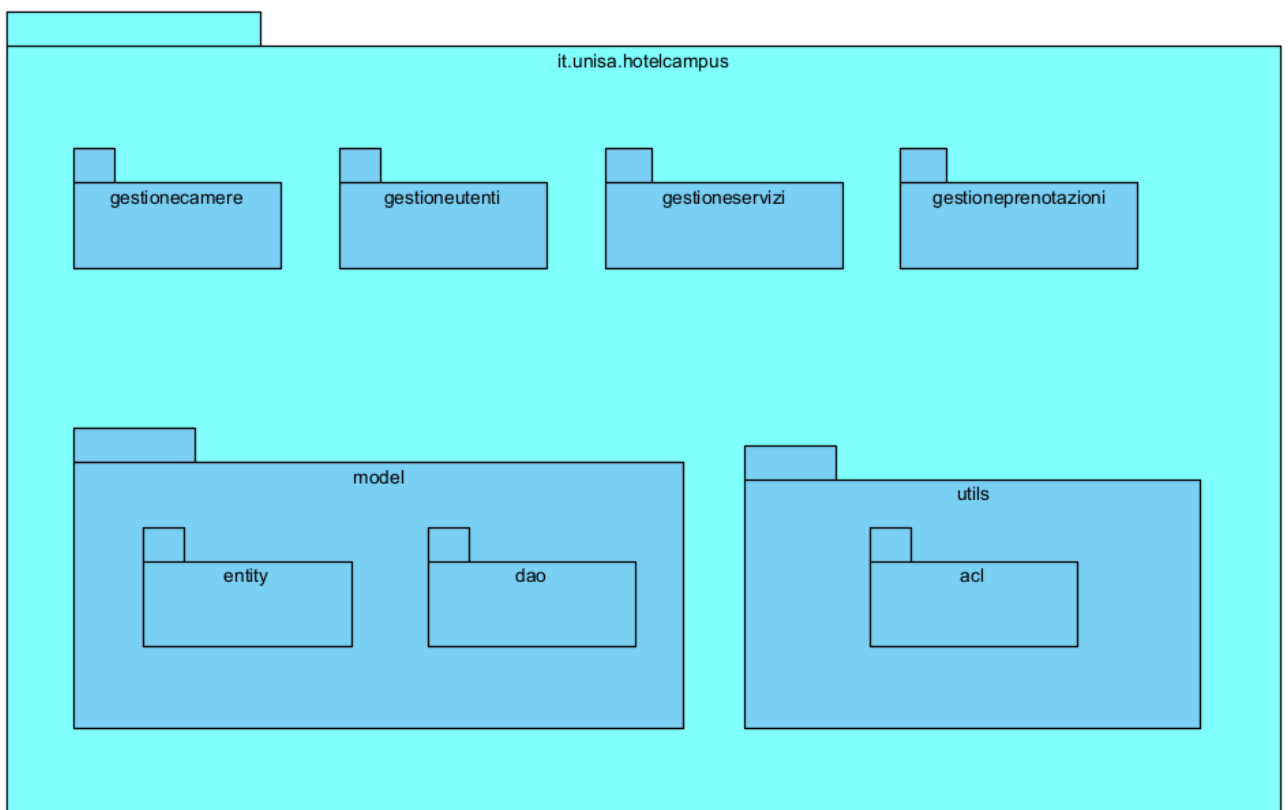 it.unisa.hotelcampus
gestionecamere
gestioneutenti
gestioneservizi
gestioneprenotazioni
model
utils
entity
dao
acl